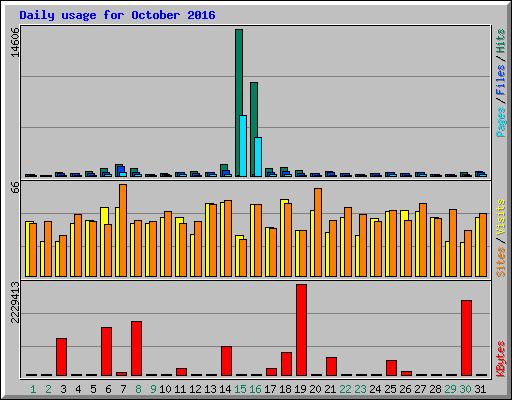 Daily usage for October 2016
14606
Pages / Files / Hits
66
Sites / Visits
2229413
KBytes
1 2 3 4 5 6 7 8 9 10 11 12 13 14 15 16 17 18 19 20 21 22 23 24 25 26 27 28 29 30 31